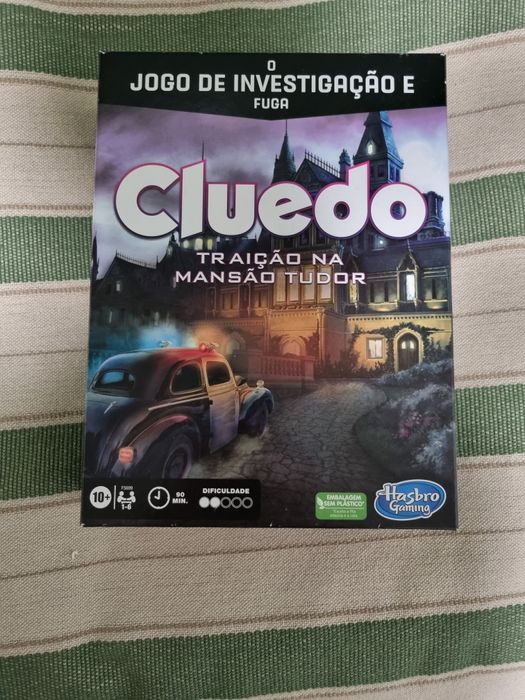 O
JOGO DE INVESTIGAÇÃO E
FUGA
Cluedo
TRAIÇÃO NA
MANSÃO TUDOR
10+
F5699
1-6
90
MIN.
DIFICULDADE
EMBALAGEM
SEM PLÁSTICO*
Hasbro
Gaming